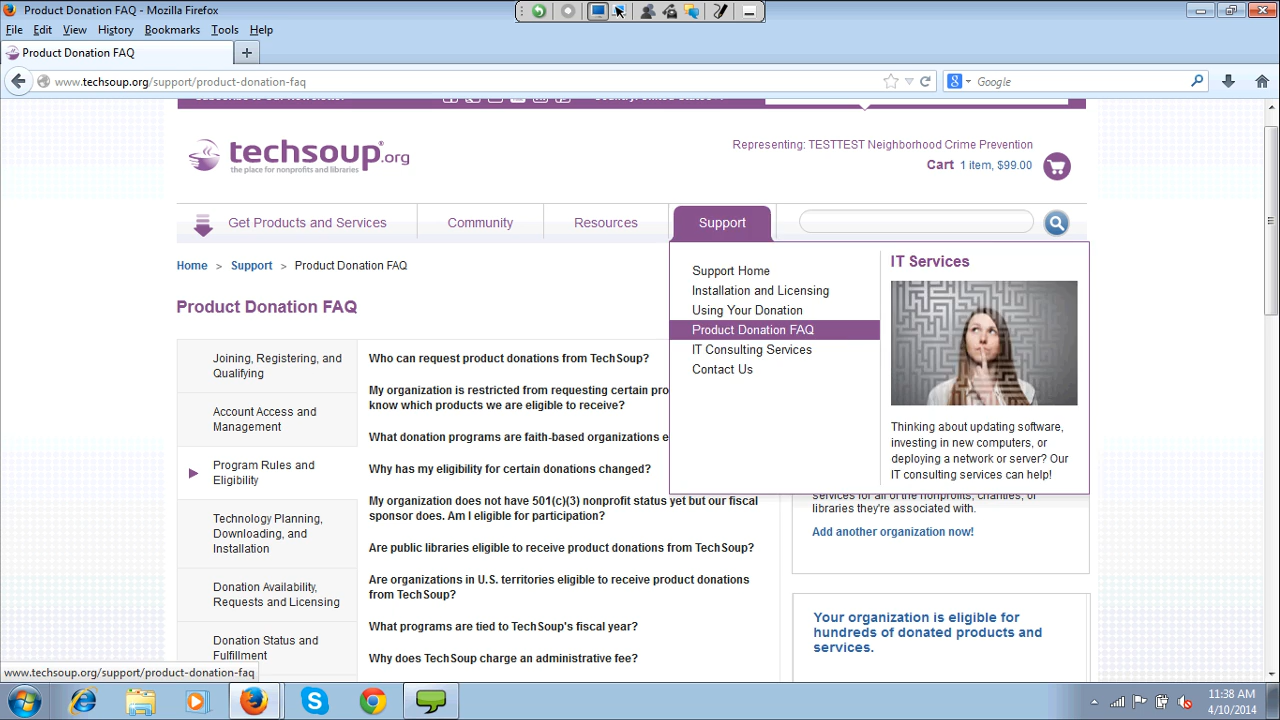 Product Donation FAQ - Mozilla Firefox
File Edit View History Bookmarks Tools Help
Product Donation FAQ
www.techsoup.org/support/product-donation-faq
Google
techsoup.org
the place for nonprofits and libraries
Representing: TESTTEST Neighborhood Crime Prevention
Cart 1 item, $99.00
Get Products and Services
Community
Resources
Support
Home > Support > Product Donation FAQ
Support Home
Installation and Licensing
Using Your Donation
Product Donation FAQ
IT Consulting Services
Contact Us
IT Services
Thinking about updating software,
investing in new computers, or
deploying a network or server? Our
IT consulting services can help!
Product Donation FAQ
Joining, Registering, and
Qualifying
Account Access and
Management
Program Rules and
Eligibility
Technology Planning,
Downloading, and
Installation
Donation Availability,
Requests and Licensing
Donation Status and
Fulfillment
Who can request product donations from TechSoup?
My organization is restricted from requesting certain pro
know which products we are eligible to receive?
What donation programs are faith-based organizations e
Why has my eligibility for certain donations changed?
My organization does not have 501(c)(3) nonprofit status yet but our fiscal
sponsor does. Am I eligible for participation?
Are public libraries eligible to receive product donations from TechSoup?
Are organizations in U.S. territories eligible to receive product donations
from TechSoup?
What programs are tied to TechSoup's fiscal year?
Why does TechSoup charge an administrative fee?
services for all of the nonprofits, charities, or
libraries they're associated with.
Add another organization now!
Your organization is eligible for
hundreds of donated products and
services.
www.techsoup.org/support/product-donation-faq
11:38 AM
4/10/2014